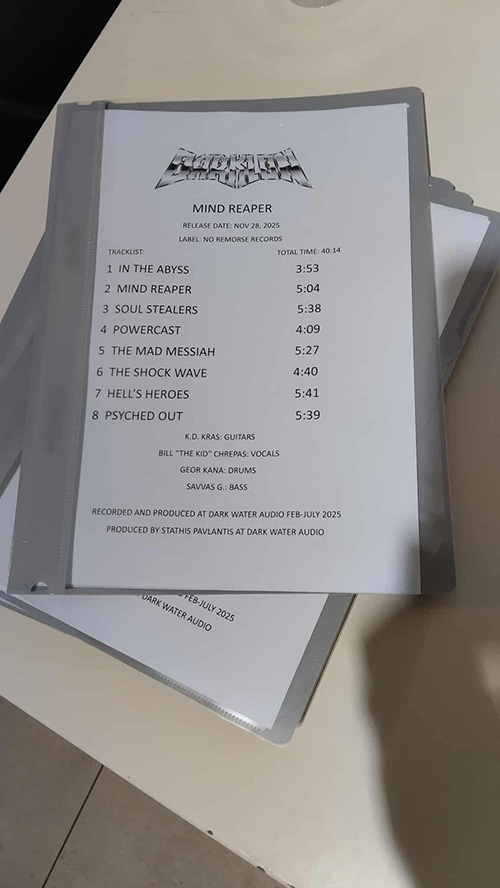 DARKLON
MIND REAPER
RELEASE DATE: NOV 28, 2025
LABEL: NO REMORSE RECORDS
TRACKLIST: TOTAL TIME: 40:14
1 IN THE ABYSS 3:53
2 MIND REAPER 5:04
3 SOUL STEALERS 5:38
4 POWERCAST 4:09
5 THE MAD MESSIAH 5:27
6 THE SHOCK WAVE 4:40
7 HELL'S HEROES 5:41
8 PSYCHED OUT 5:39
K.D. KRAS: GUITARS
BILL "THE KID" CHREPAS: VOCALS
GEOR KANA: DRUMS
SAVVAS G.: BASS
RECORDED AND PRODUCED AT DARK WATER AUDIO FEB-JULY 2025
PRODUCED BY STATHIS PAVLANTIS AT DARK WATER AUDIO
FEB-JULY 2025
DARK WATER AUDIO